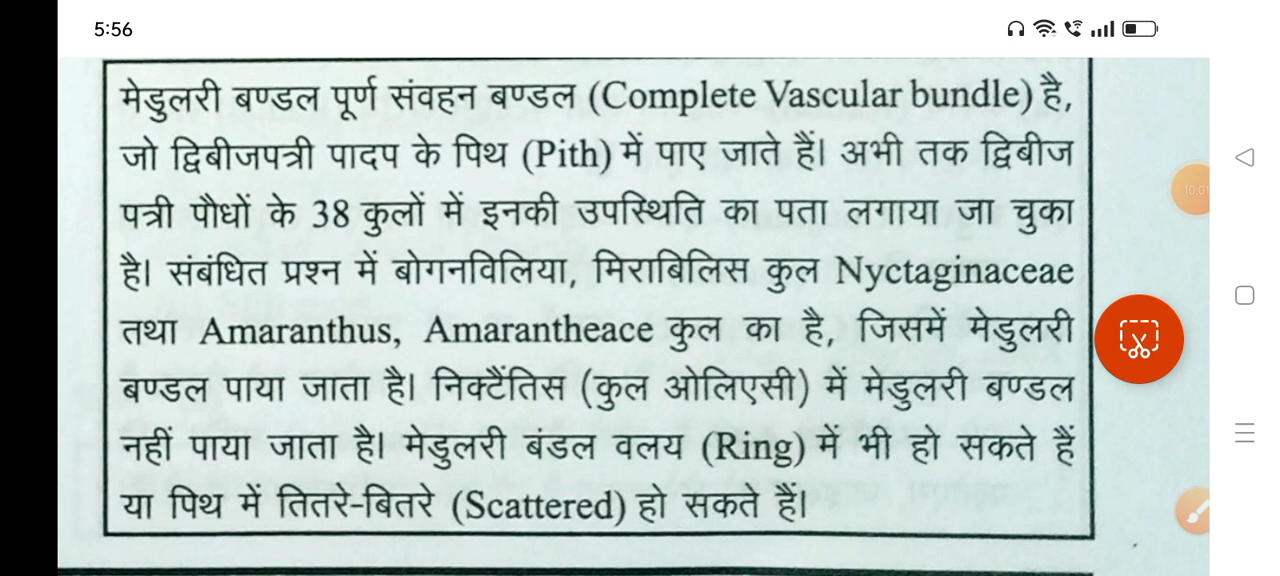 5:56
मेडुलरी बण्डल पूर्ण संवहन बण्डल (Complete Vascular bundle) है,
जो द्विबीजपत्री पादप के पिथ (Pith) में पाए जाते हैं। अभी तक द्विबीज
पत्री पौधों के 38 कुलों में इनकी उपस्थिति का पता लगाया जा चुका
है। संबंधित प्रश्न में बोगनविलिया, मिराबिलिस कुल Nyctaginaceae
तथा Amaranthus, Amarantheace कुल का है, जिसमें मेडुलरी
बण्डल पाया जाता है। निक्टैंतिस (कुल ओलिएसी) में मेडुलरी बण्डल
नहीं पाया जाता है। मेडुलरी बंडल वलय (Ring) में भी हो सकते हैं
या पिथ में तितरे-बितरे (Scattered) हो सकते हैं।
10:01